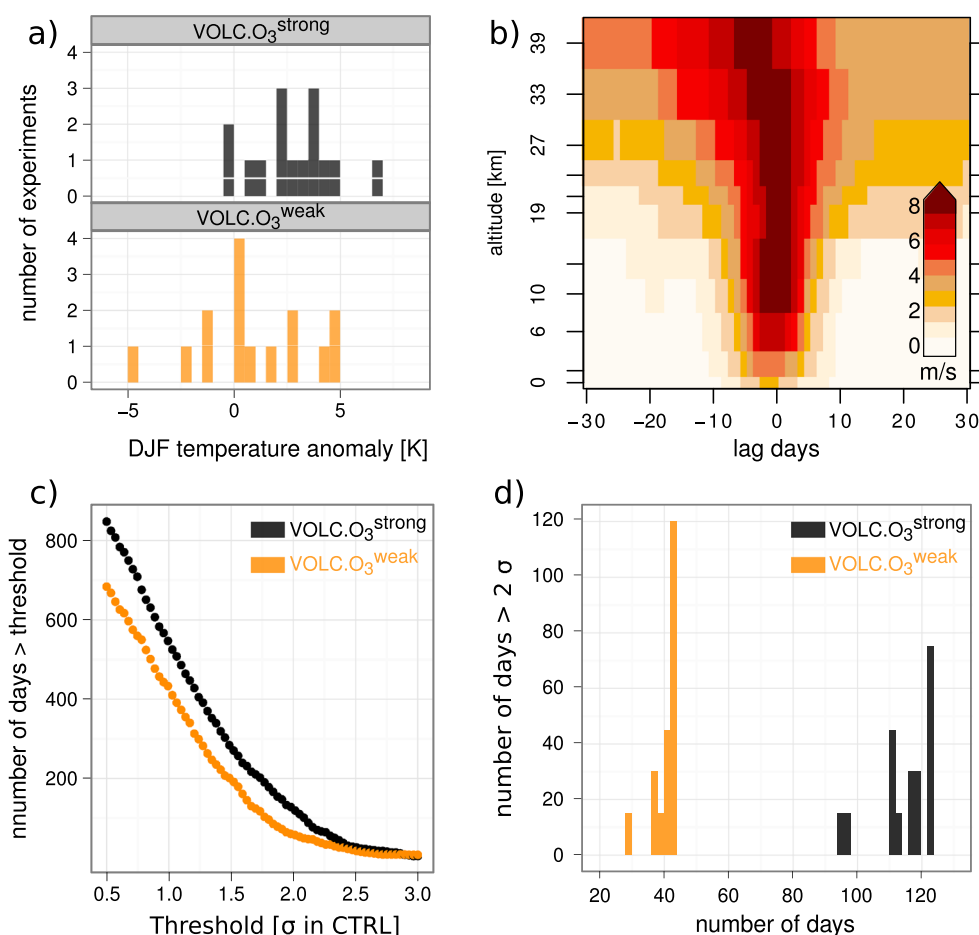 a)
VOLC.O3strong
4
3
2
1
0
VOLC.O3weak
4
3
2
1
0
number of experiments
−5 0 5
DJF temperature anomaly [K]
b)
39
33
27
19
10
6
0
altitude [km]
8
6
4
2
0
m/s
−30 −20 −10 0 10 20 30
lag days
c)
VOLC.O3strong
VOLC.O3weak
800
600
400
200
nnumber of days > threshold
0.5 1.0 1.5 2.0 2.5 3.0
Threshold [σ in CTRL]
d)
VOLC.O3strong
VOLC.O3weak
120
100
80
60
40
20
0
number of days > 2 σ
20 40 60 80 100 120
number of days